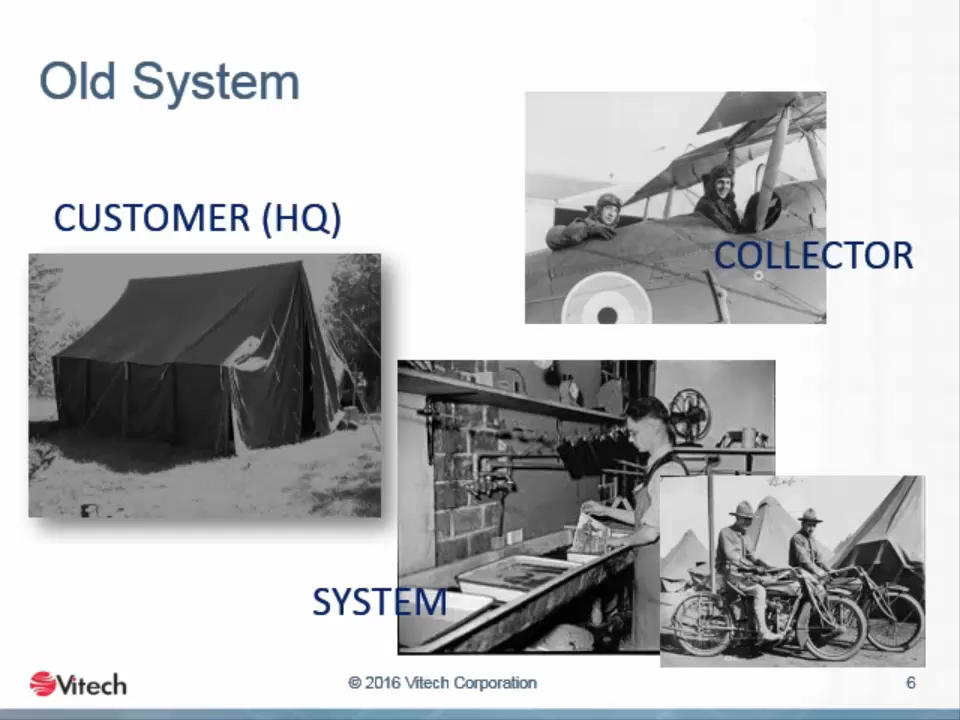 Old System
CUSTOMER (HQ)
COLLECTOR
SYSTEM
Vitech
© 2016 Vitech Corporation
6